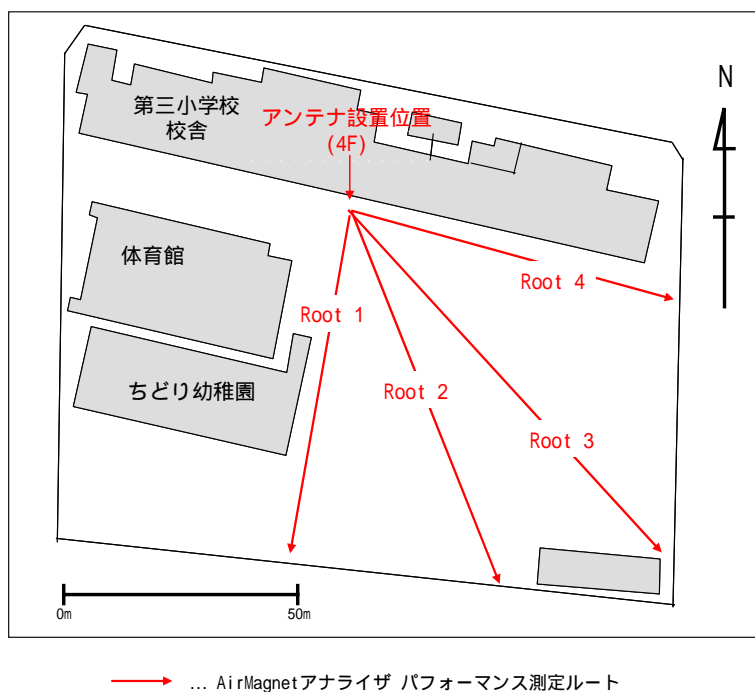 第三小学校
校舎
アンテナ設置位置
(4F)
N
体育館
Root 4
Root 1
ちどり幼稚園
Root 2
Root 3
0m
50m
... AirMagnetアナライザ パフォーマンス測定ルート